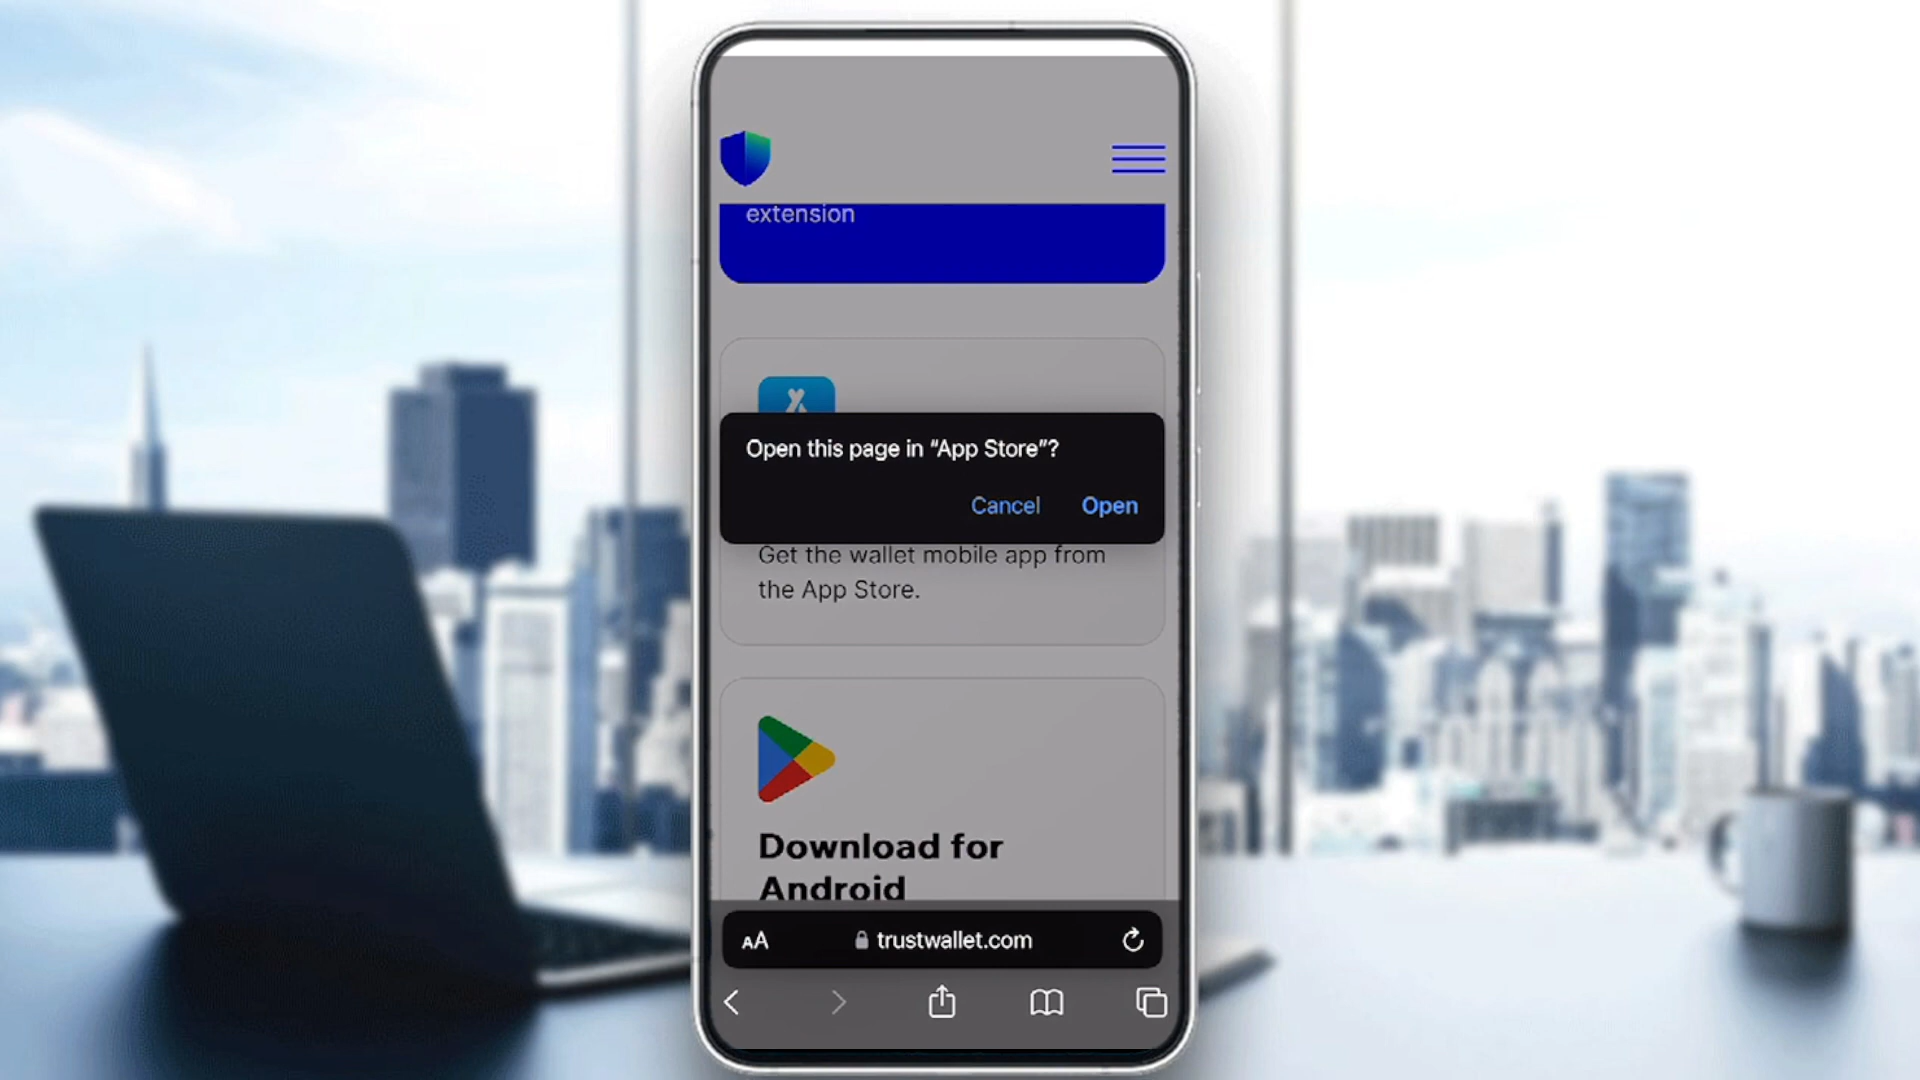 extension
Open this page in “App Store”?
Cancel Open
Get the wallet mobile app from
the App Store.
Download for
Android
AA trustwallet.com